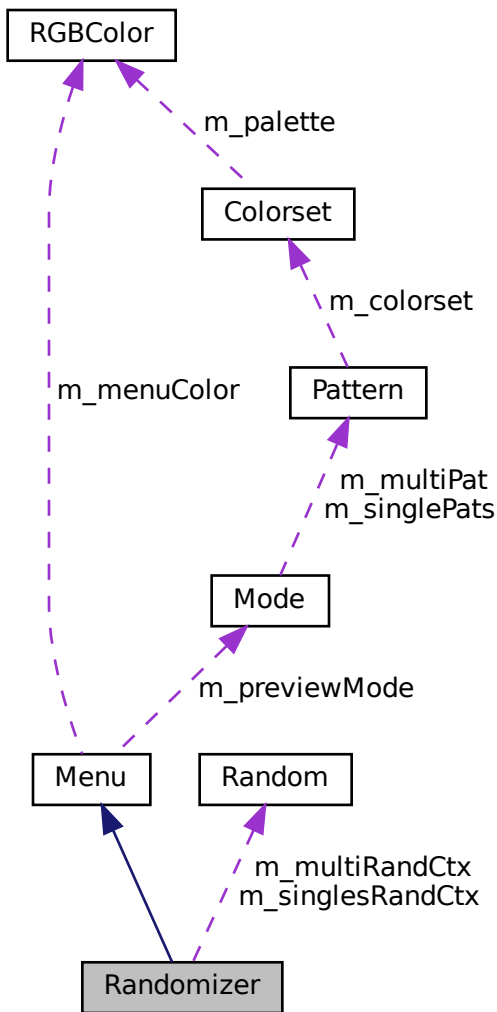 RGBColor
m_palette
Colorset
m_colorset
m_menuColor
Pattern
m_multiPat
m_singlePats
Mode
m_previewMode
Menu
Random
m_multiRandCtx
m_singlesRandCtx
Randomizer